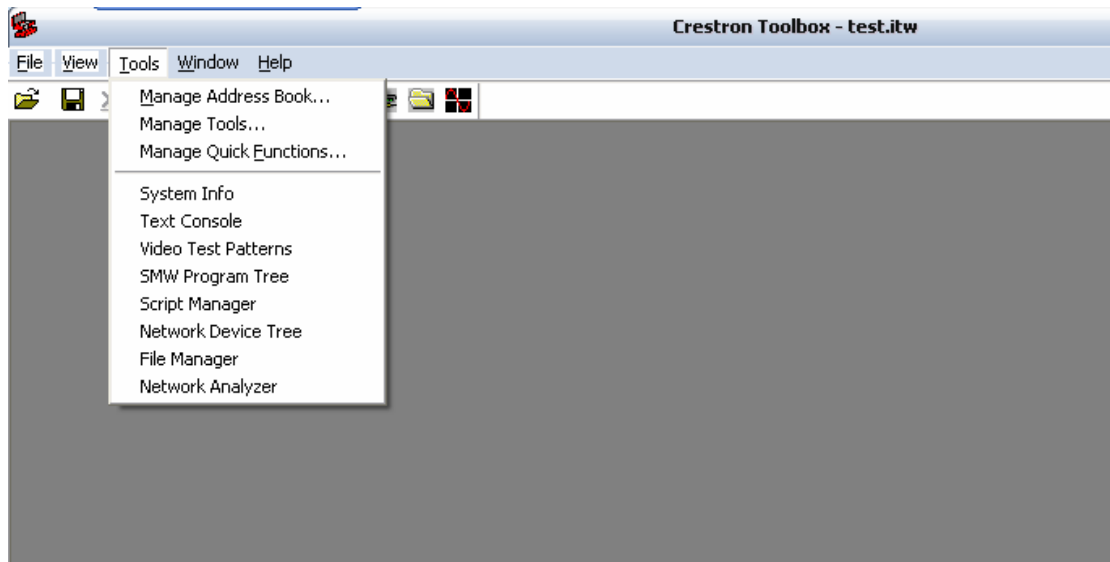 Crestron Toolbox - test.itw
File View Tools Window Help
Manage Address Book...
Manage Tools...
Manage Quick Functions...
System Info
Text Console
Video Test Patterns
SMW Program Tree
Script Manager
Network Device Tree
File Manager
Network Analyzer